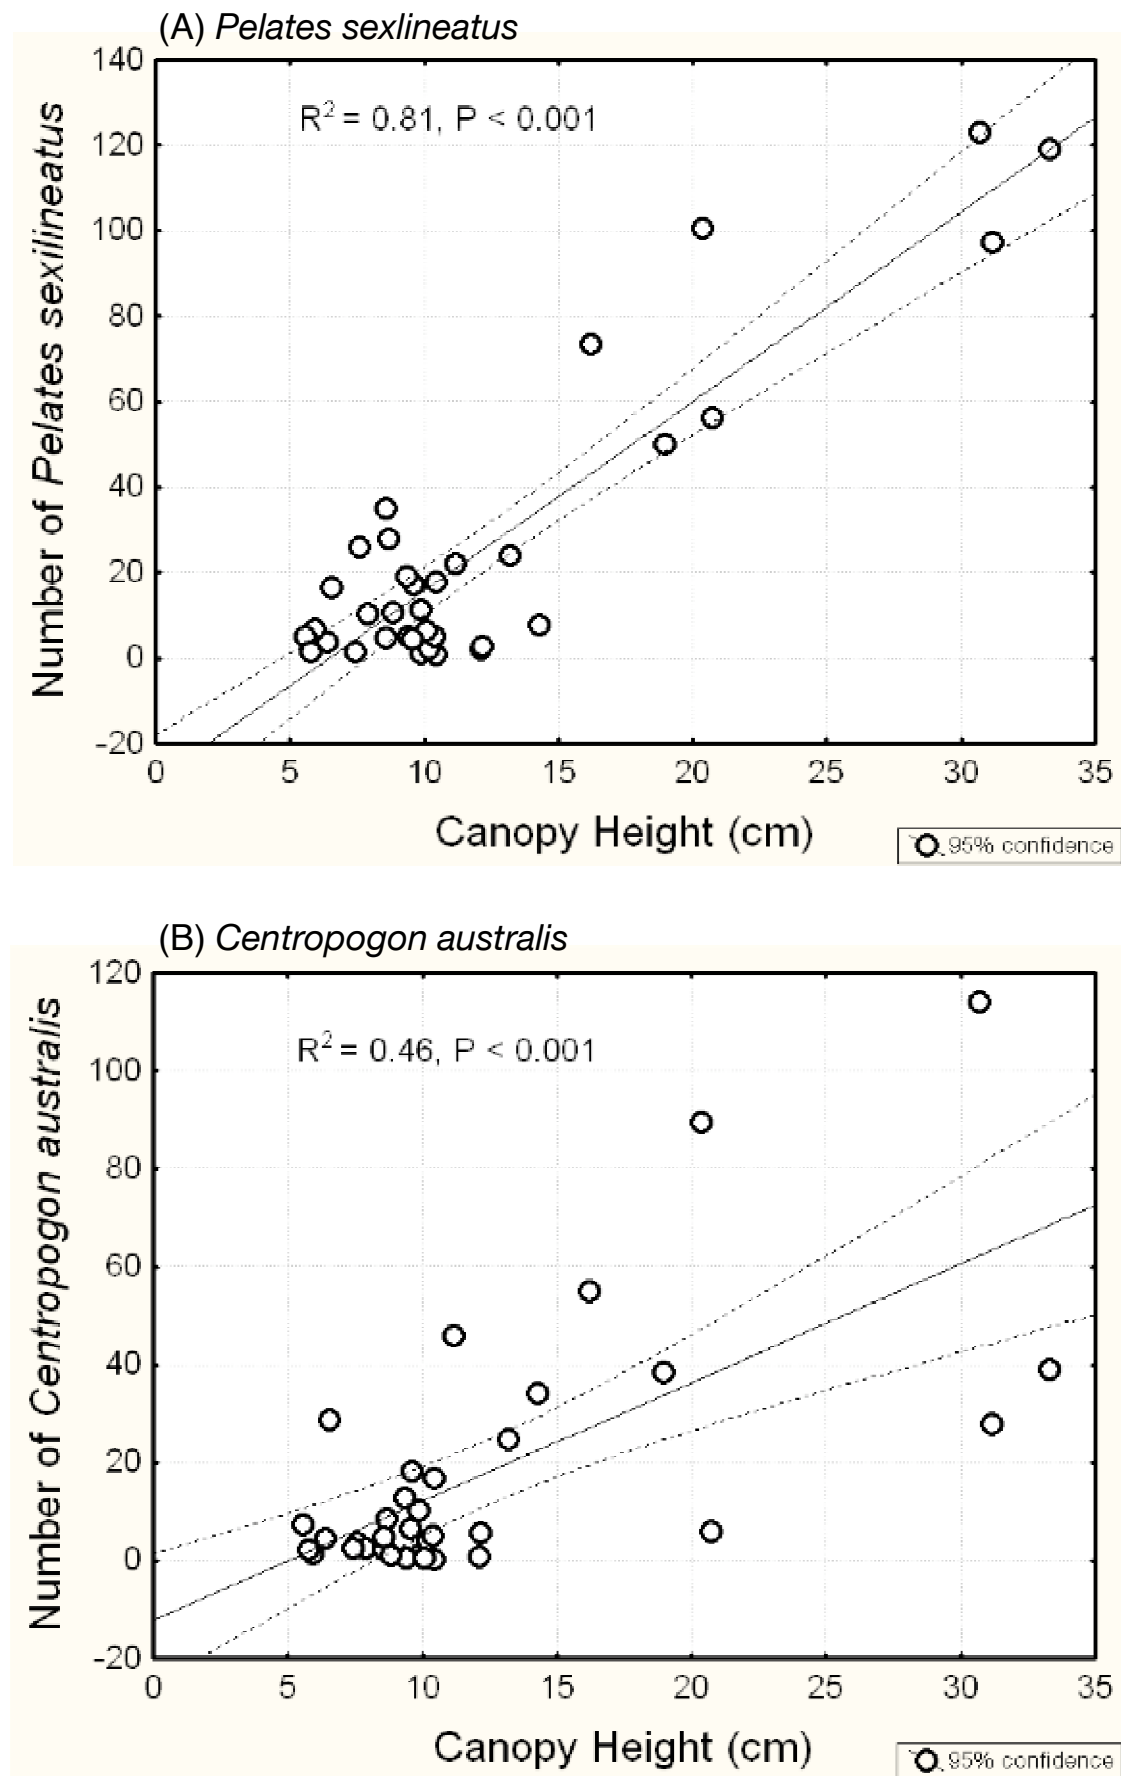 (A) Pelates sexlineatus
R² = 0.81, P < 0.001
Number of Pelates sexilineatus
140
120
100
80
60
40
20
0
-20
0 5 10 15 20 25 30 35
Canopy Height (cm)
95% confidence
(B) Centropogon australis
R² = 0.46, P < 0.001
Number of Centropogon australis
120
100
80
60
40
20
0
-20
0 5 10 15 20 25 30 35
Canopy Height (cm)
95% confidence